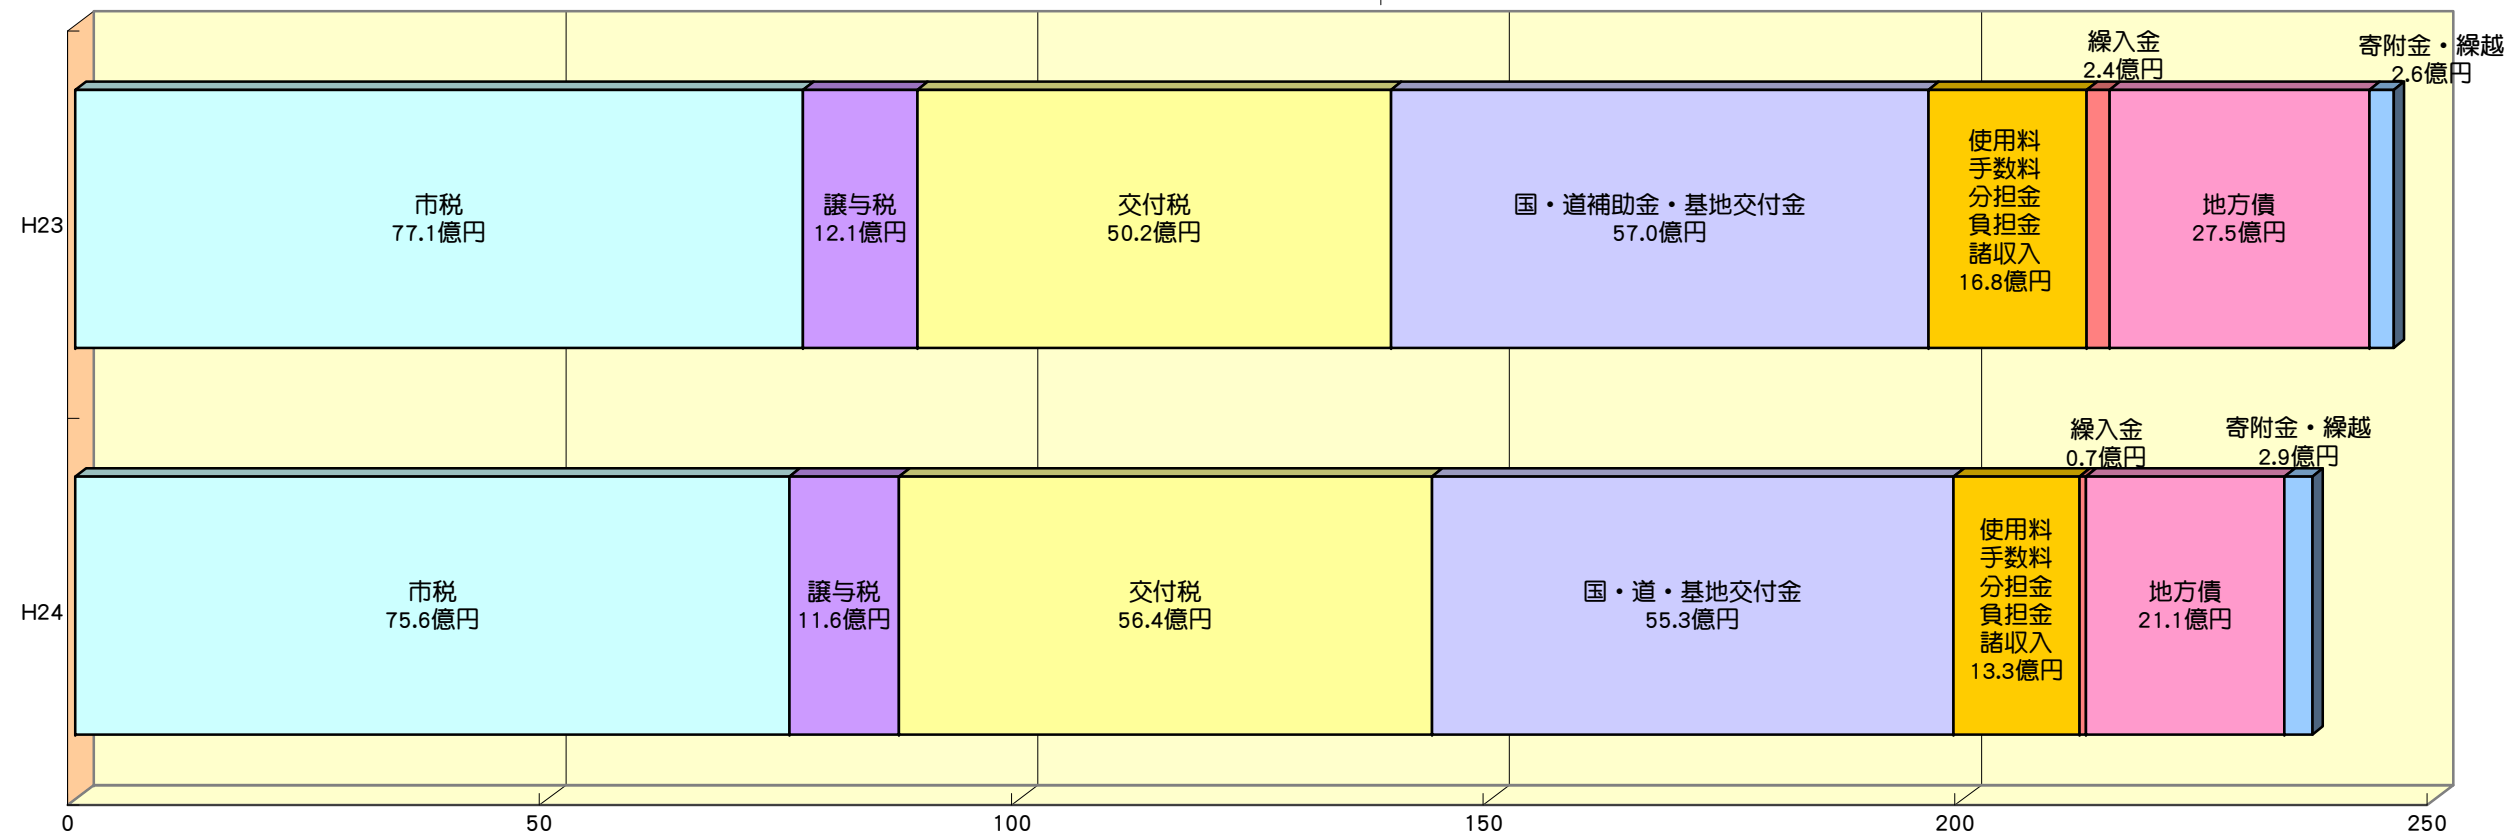 繰入金
2.4億円
寄附金・繰越
2.6億円
H23
市税
77.1億円
譲与税
12.1億円
交付税
50.2億円
国・道補助金・基地交付金
57.0億円
使用料
手数料
分担金
負担金
諸収入
16.8億円
地方債
27.5億円
繰入金
0.7億円
寄附金・繰越
2.9億円
H24
市税
75.6億円
譲与税
11.6億円
交付税
56.4億円
国・道・基地交付金
55.3億円
使用料
手数料
分担金
負担金
諸収入
13.3億円
地方債
21.1億円
0 50 100 150 200 250